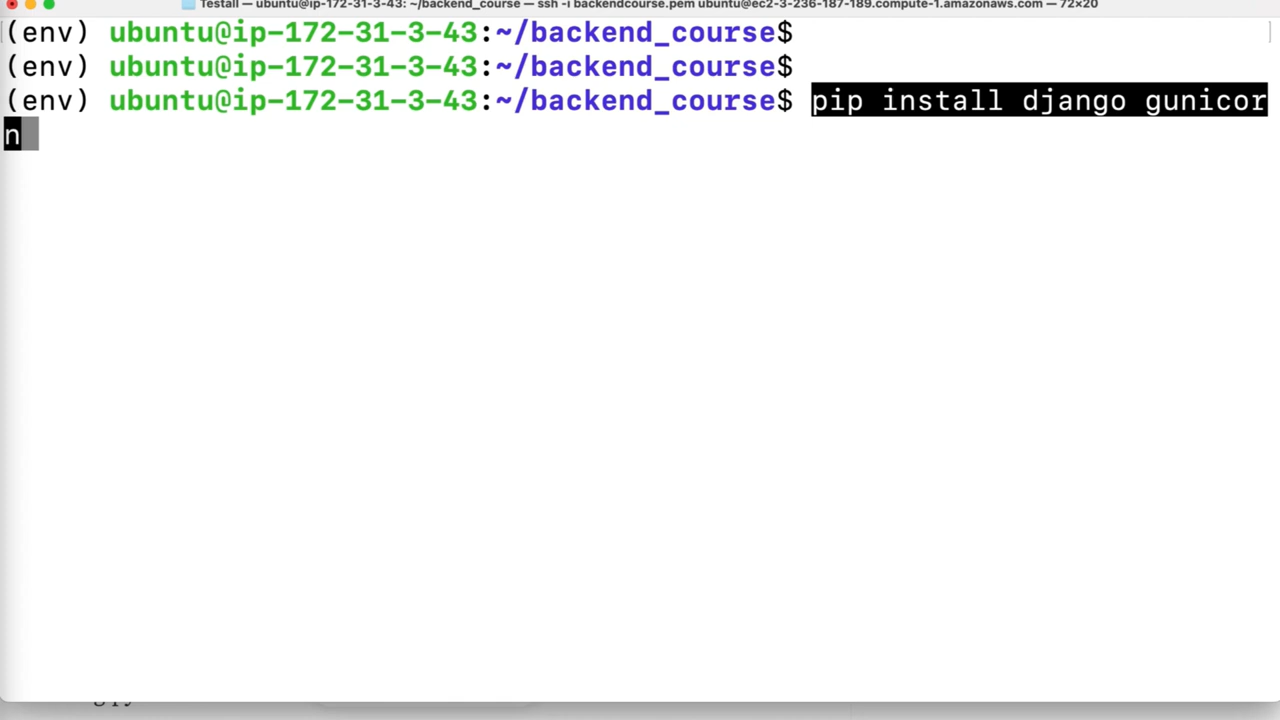 Testall — ubuntu@ip-172-31-3-43: ~/backend_course — ssh -i backendcourse.pem ubuntu@ec2-3-236-187-189.compute-1.amazonaws.com — 72×20
(env) ubuntu@ip-172-31-3-43:~/backend_course$
(env) ubuntu@ip-172-31-3-43:~/backend_course$
(env) ubuntu@ip-172-31-3-43:~/backend_course$ pip install django gunicor
n